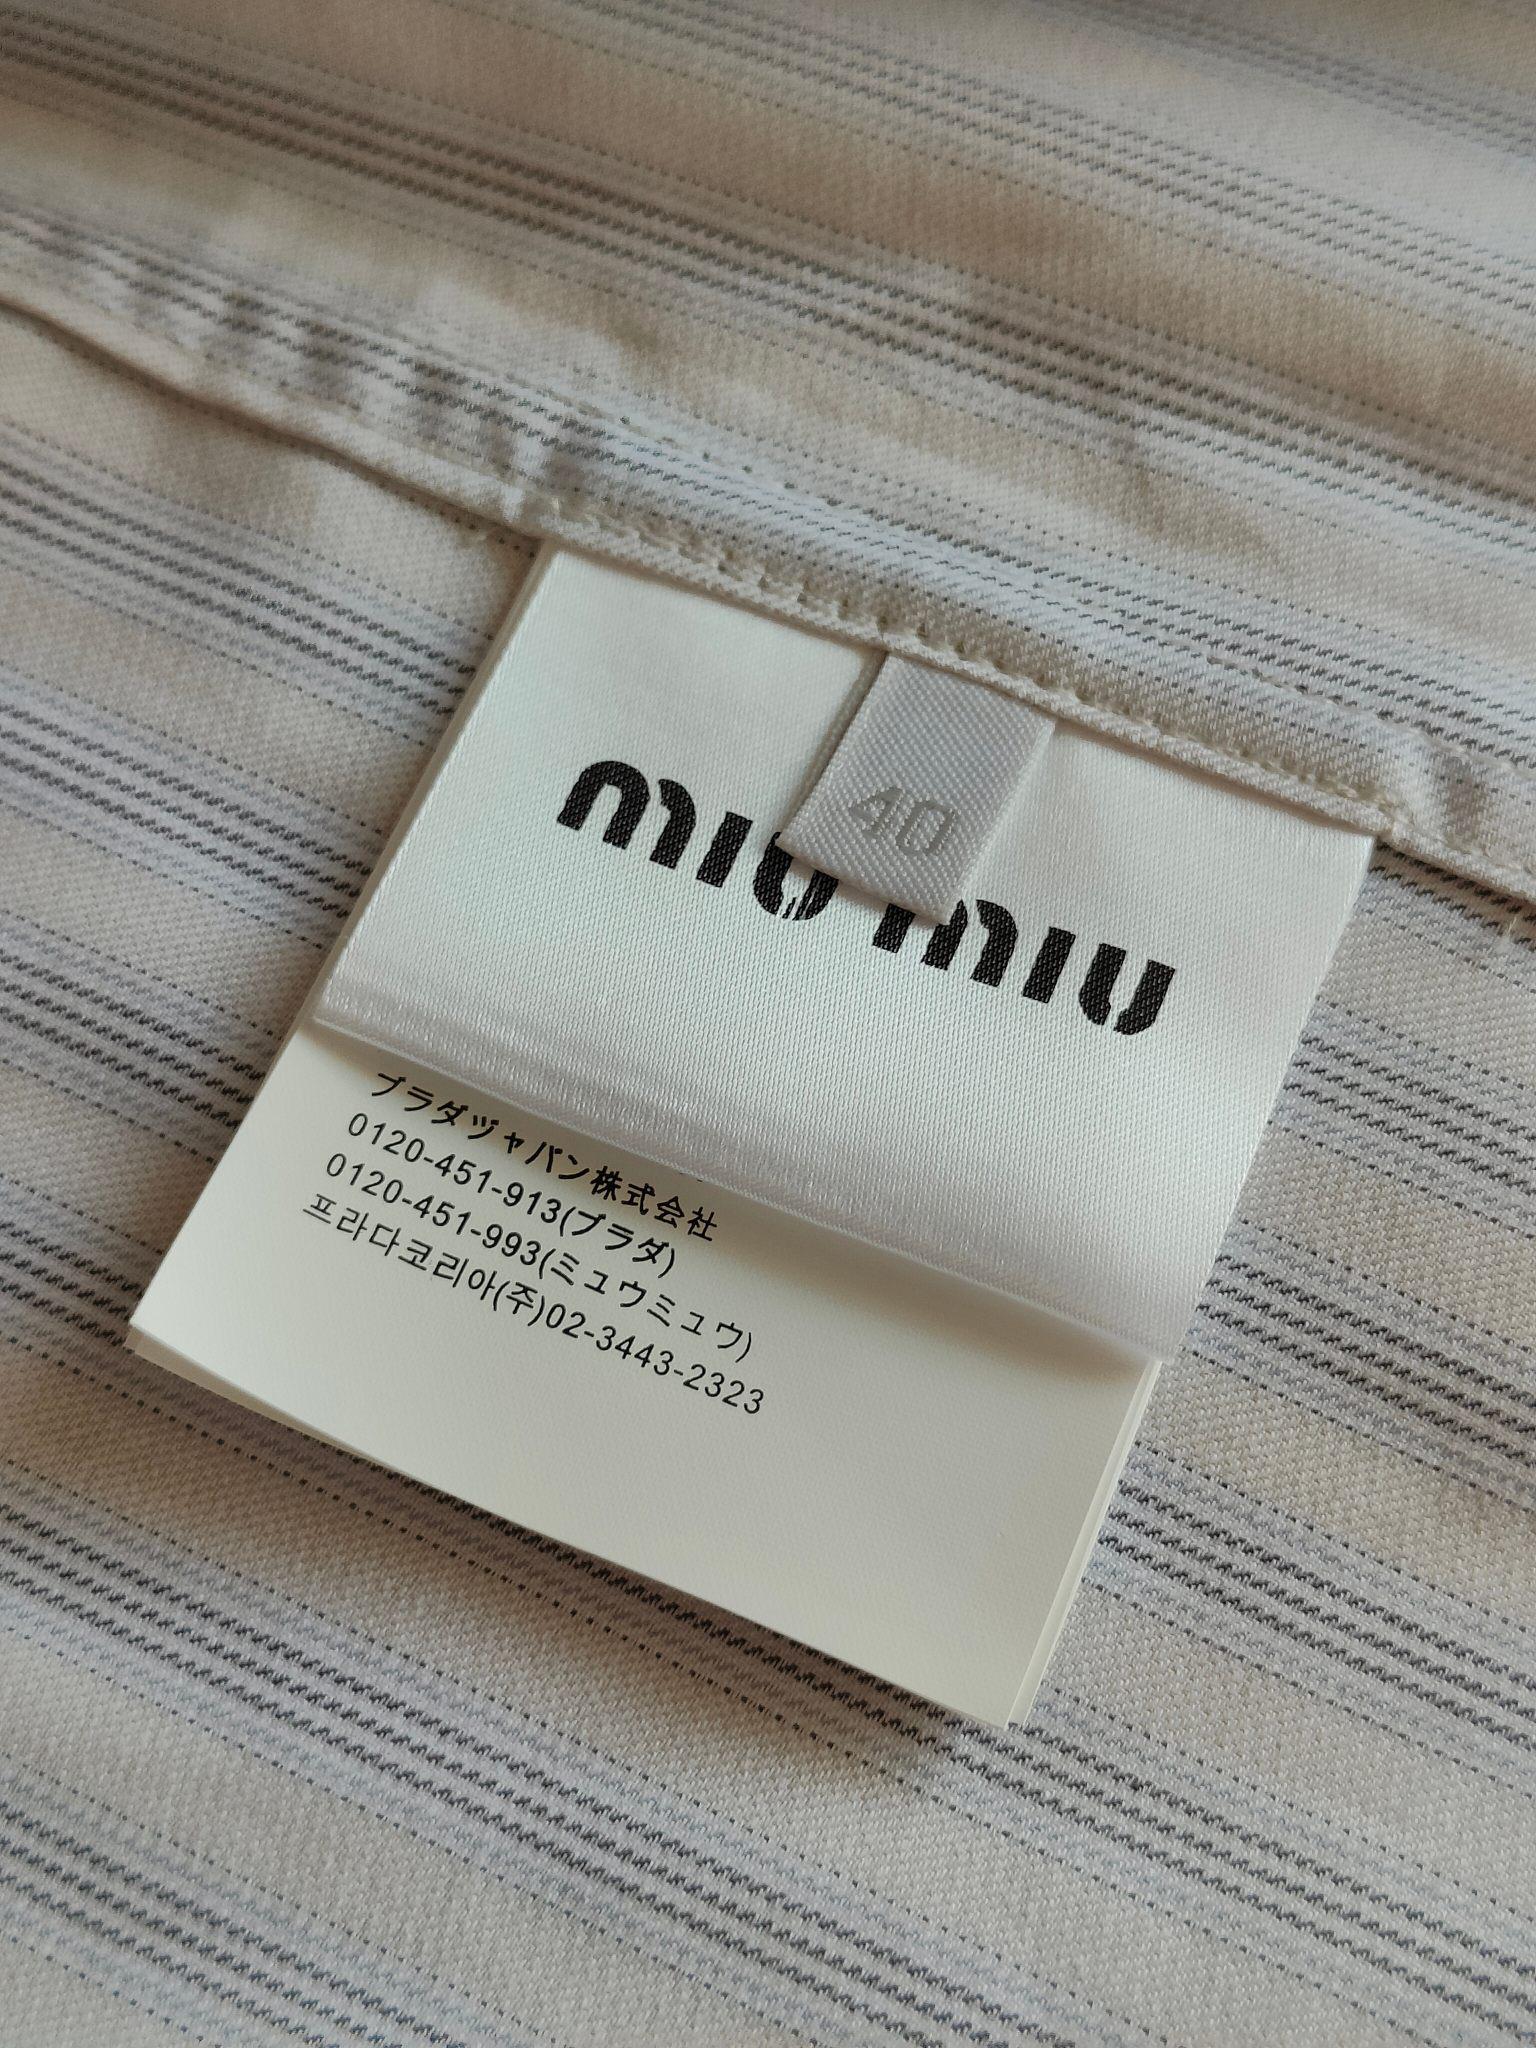 40
miu miu
プラダジャパン株式会社
0120-451-913(プラダ)
0120-451-993(ミュウミュウ)
프라다코리아(주)02-3443-2323